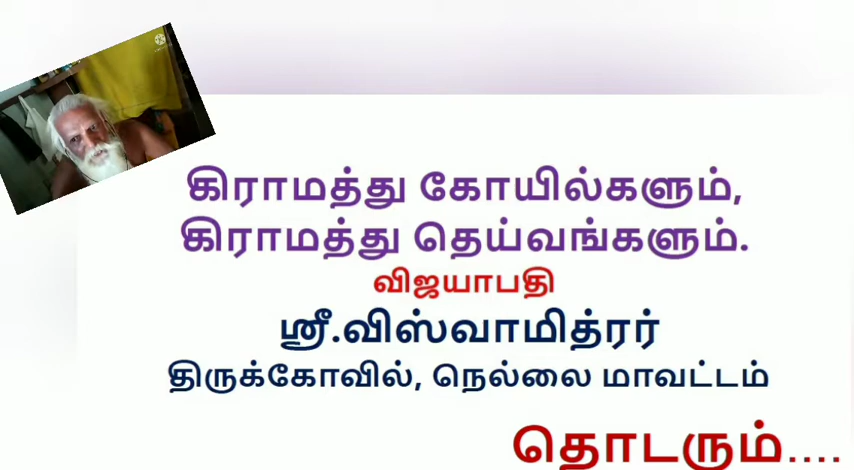 கிராமத்து கோயில்களும்,
கிராமத்து தெய்வங்களும்.
விஜயாபதி
ஸ்ரீ.விஸ்வாமித்ரர்
திருக்கோவில், நெல்லை மாவட்டம்
தொடரும்....